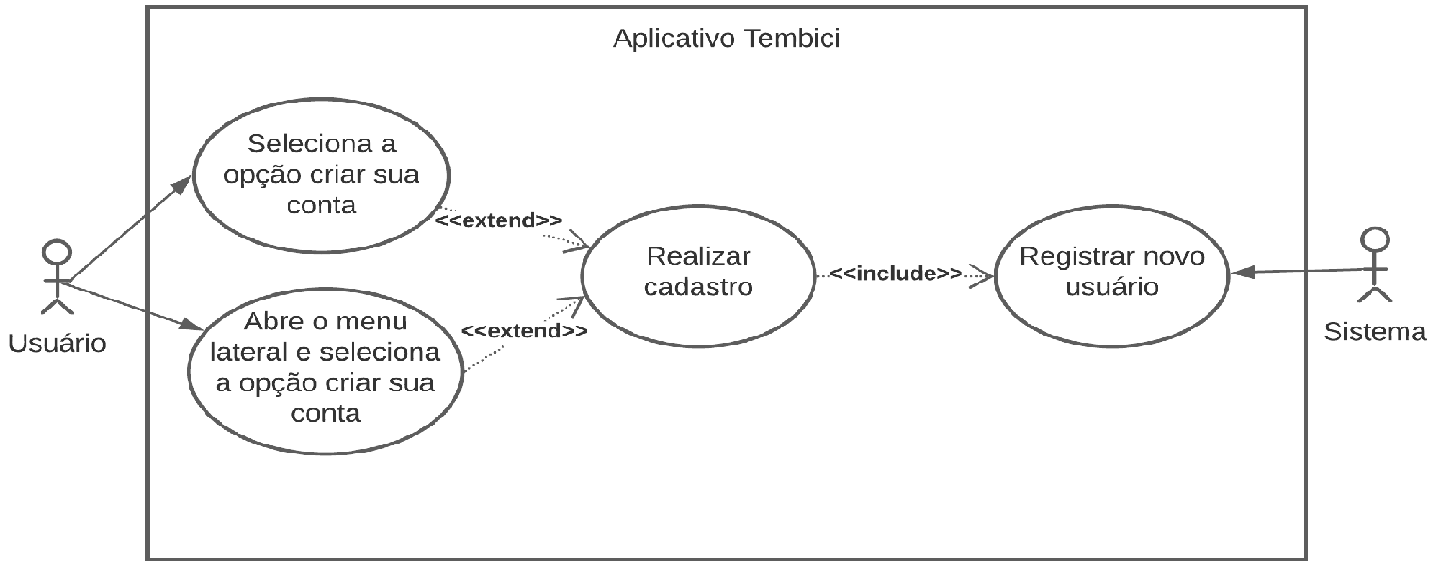 Aplicativo Tembici
Seleciona a
opção criar sua
conta
<<extend>>
Abre o menu
lateral e seleciona
a opção criar sua
conta
<<extend>>
Realizar
cadastro
<<include>>
Registrar novo
usuário
Usuário
Sistema